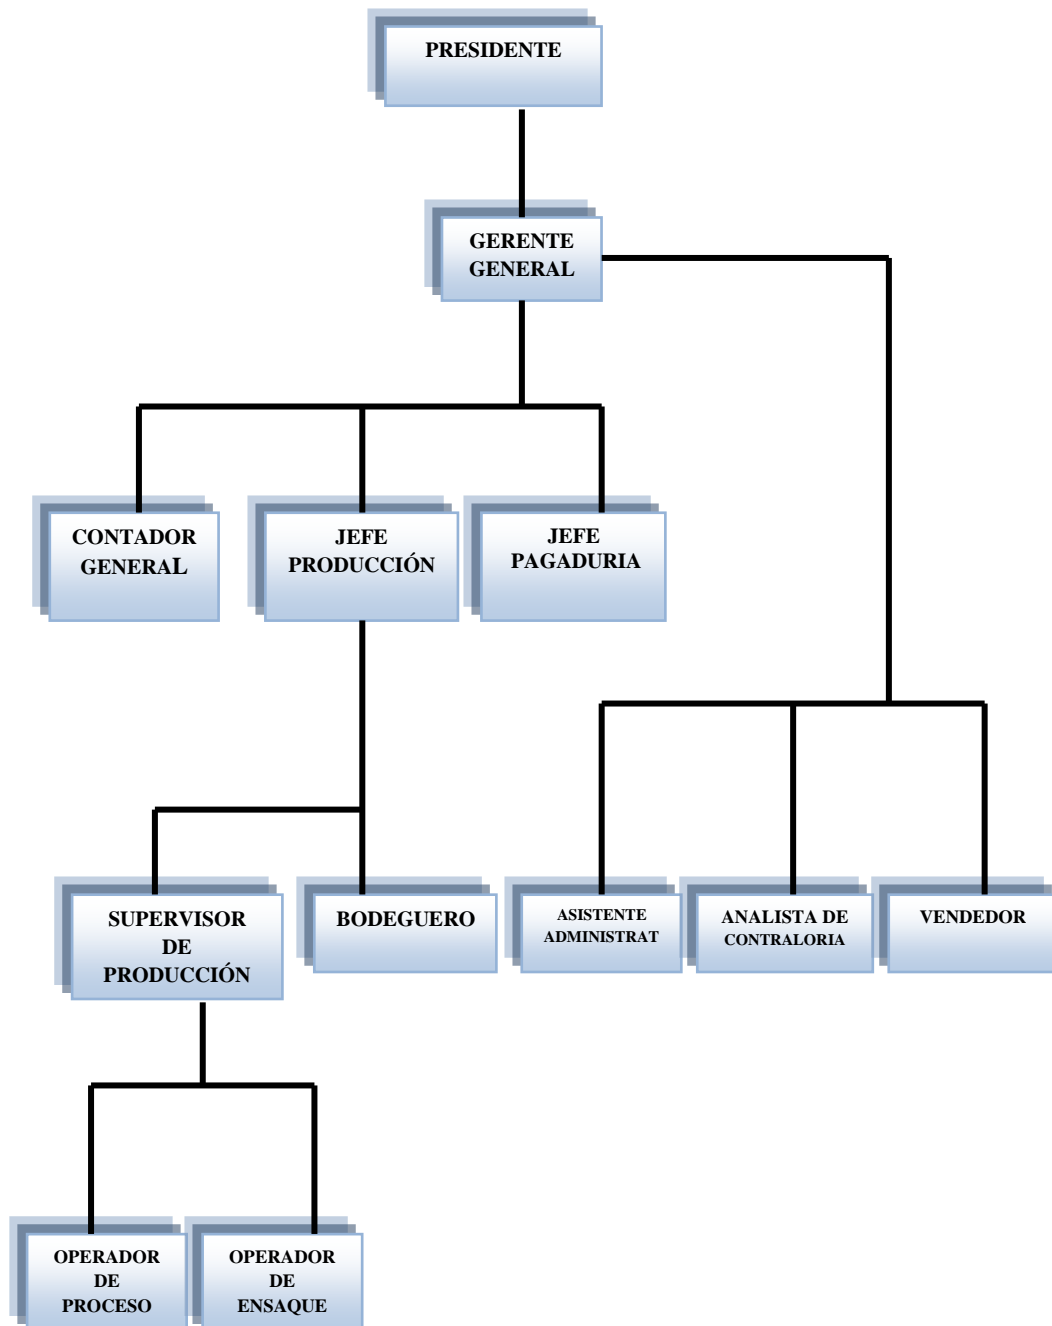 PRESIDENTE
GERENTE
GENERAL
CONTADOR
GENERAL
JEFE
PRODUCCIÓN
JEFE
PAGADURIA
SUPERVISOR
DE
PRODUCCIÓN
BODEGUERO
ASISTENTE
ADMINISTRAT
ANALISTA DE
CONTRALORIA
VENDEDOR
OPERADOR
DE
PROCESO
OPERADOR
DE
ENSAQUE